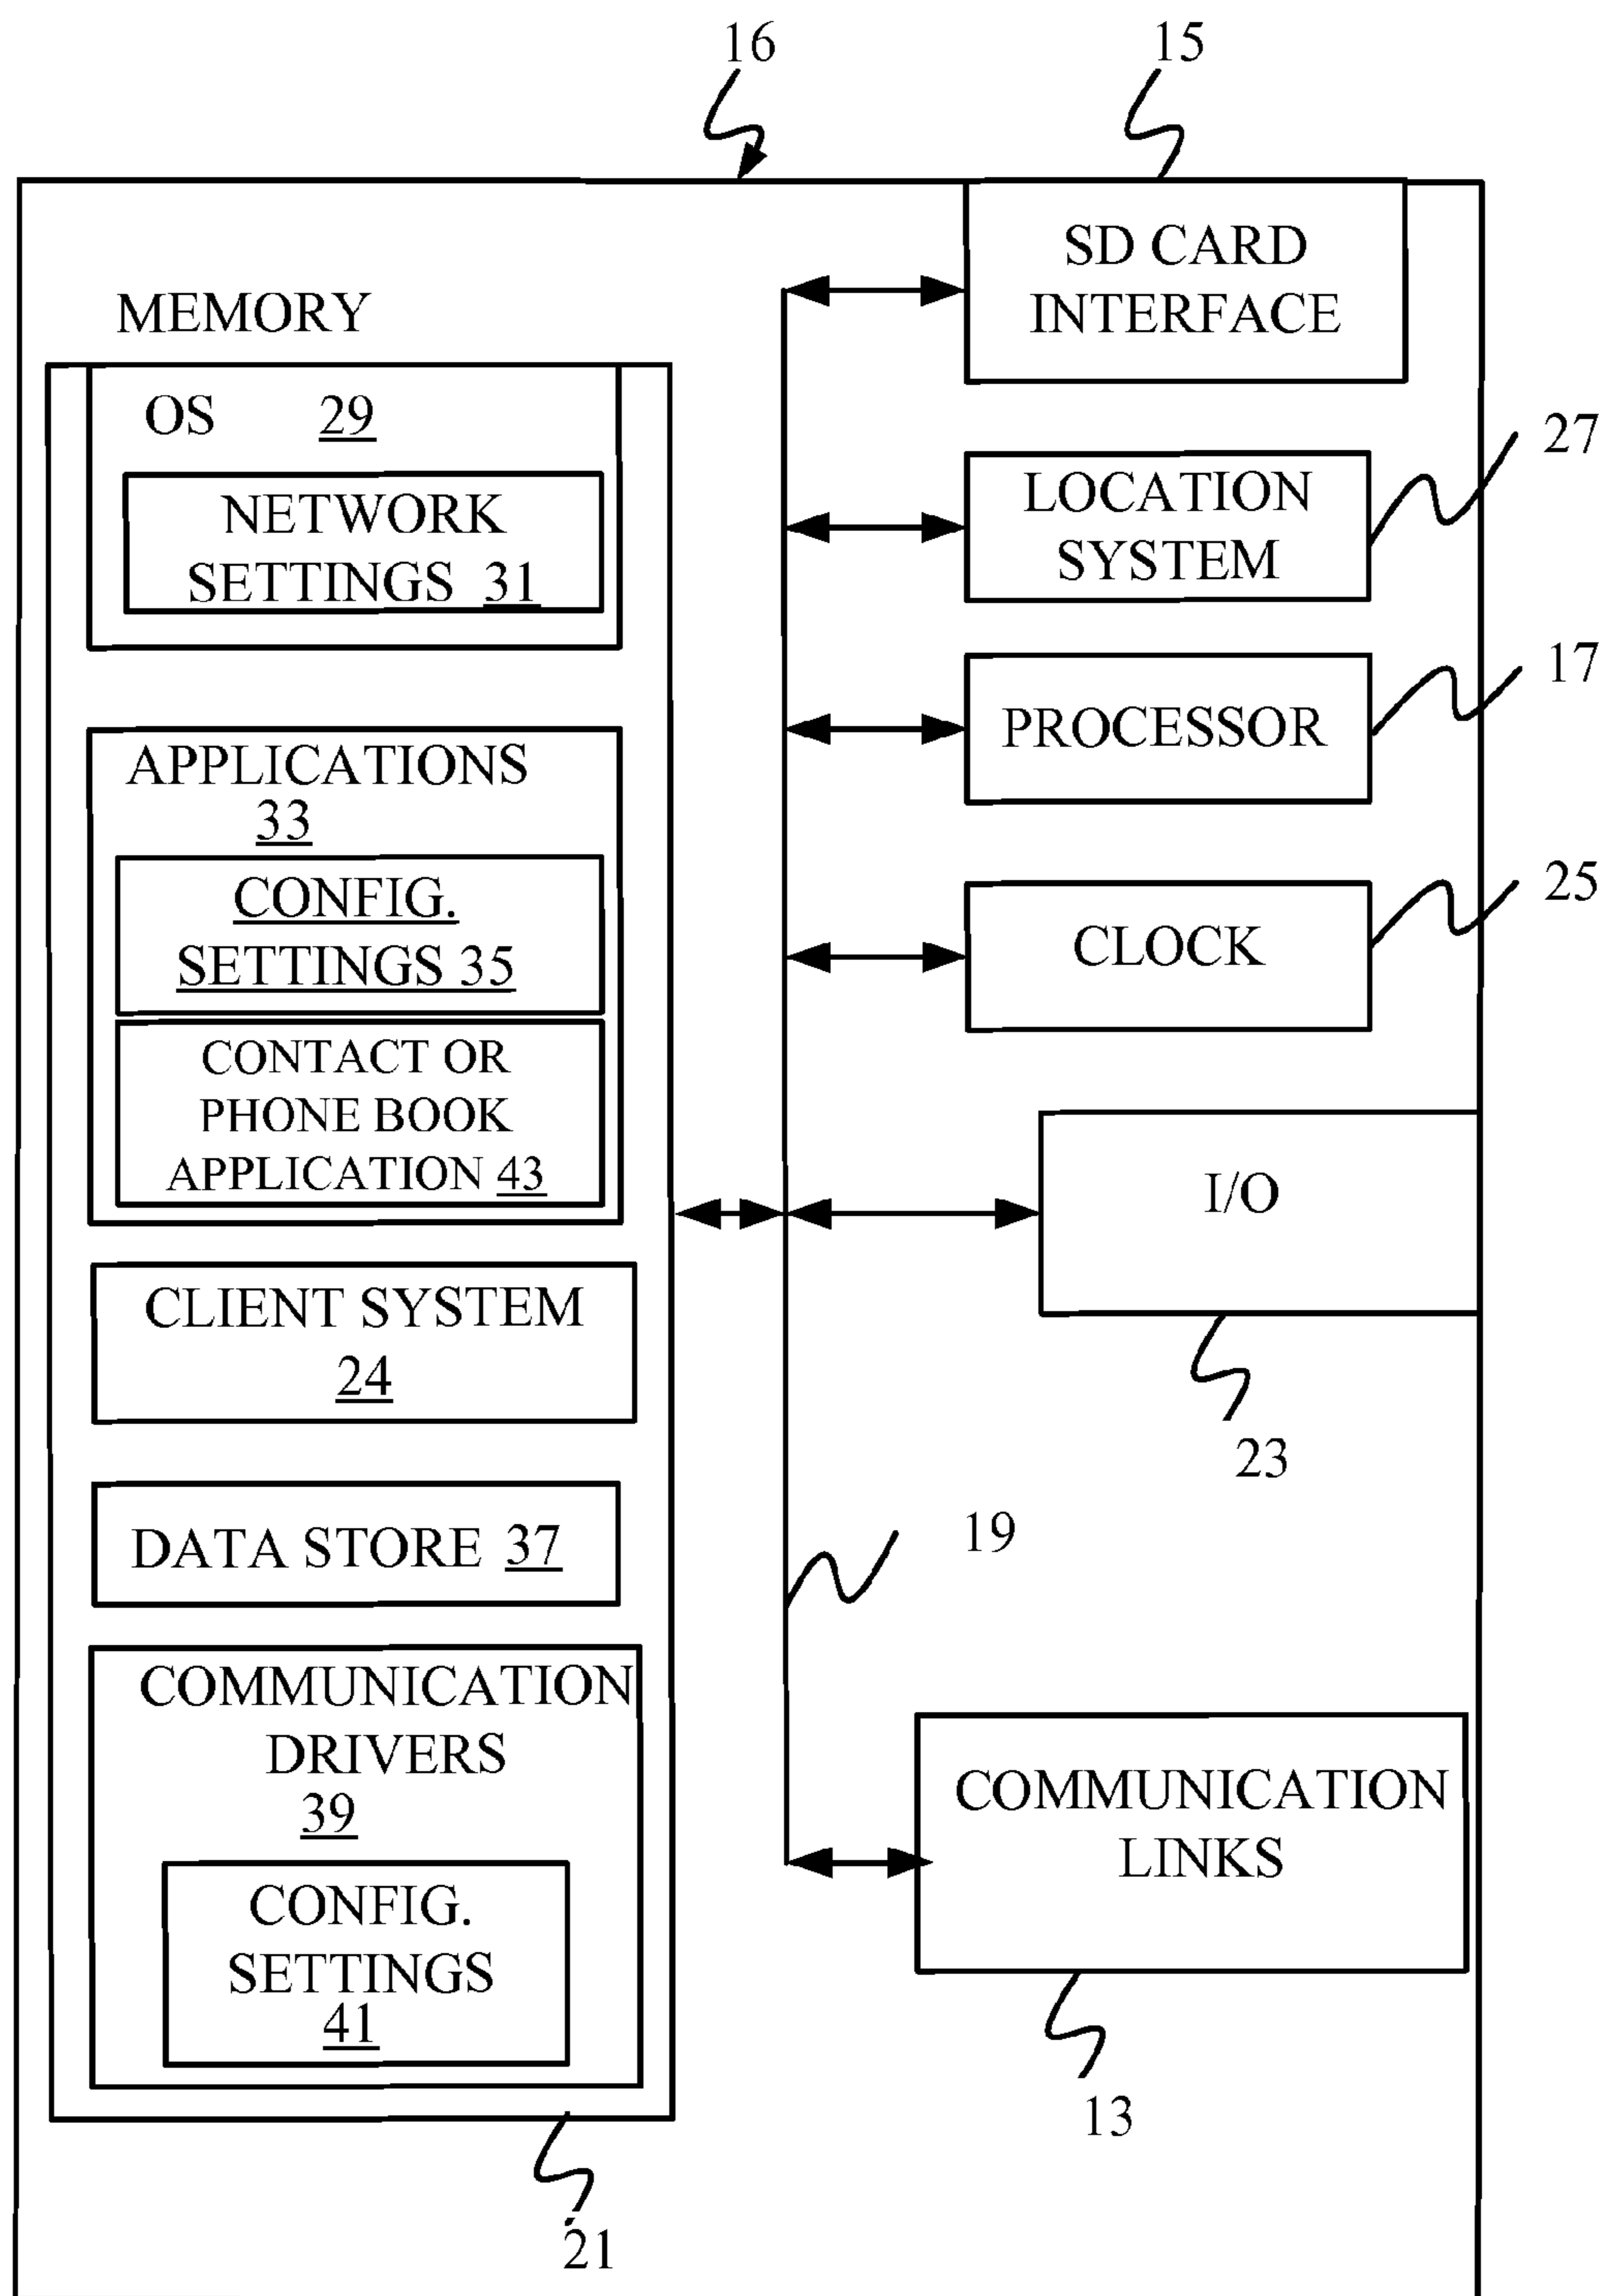 16
15
SD CARD
INTERFACE
MEMORY
OS 29
NETWORK
SETTINGS 31
27
LOCATION
SYSTEM
17
PROCESSOR
APPLICATIONS
33
CONFIG.
SETTINGS 35
25
CLOCK
CONTACT OR
PHONE BOOK
APPLICATION 43
I/O
23
CLIENT SYSTEM
24
DATA STORE 37
19
COMMUNICATION
DRIVERS
39
CONFIG.
SETTINGS
41
COMMUNICATION
LINKS
13
21